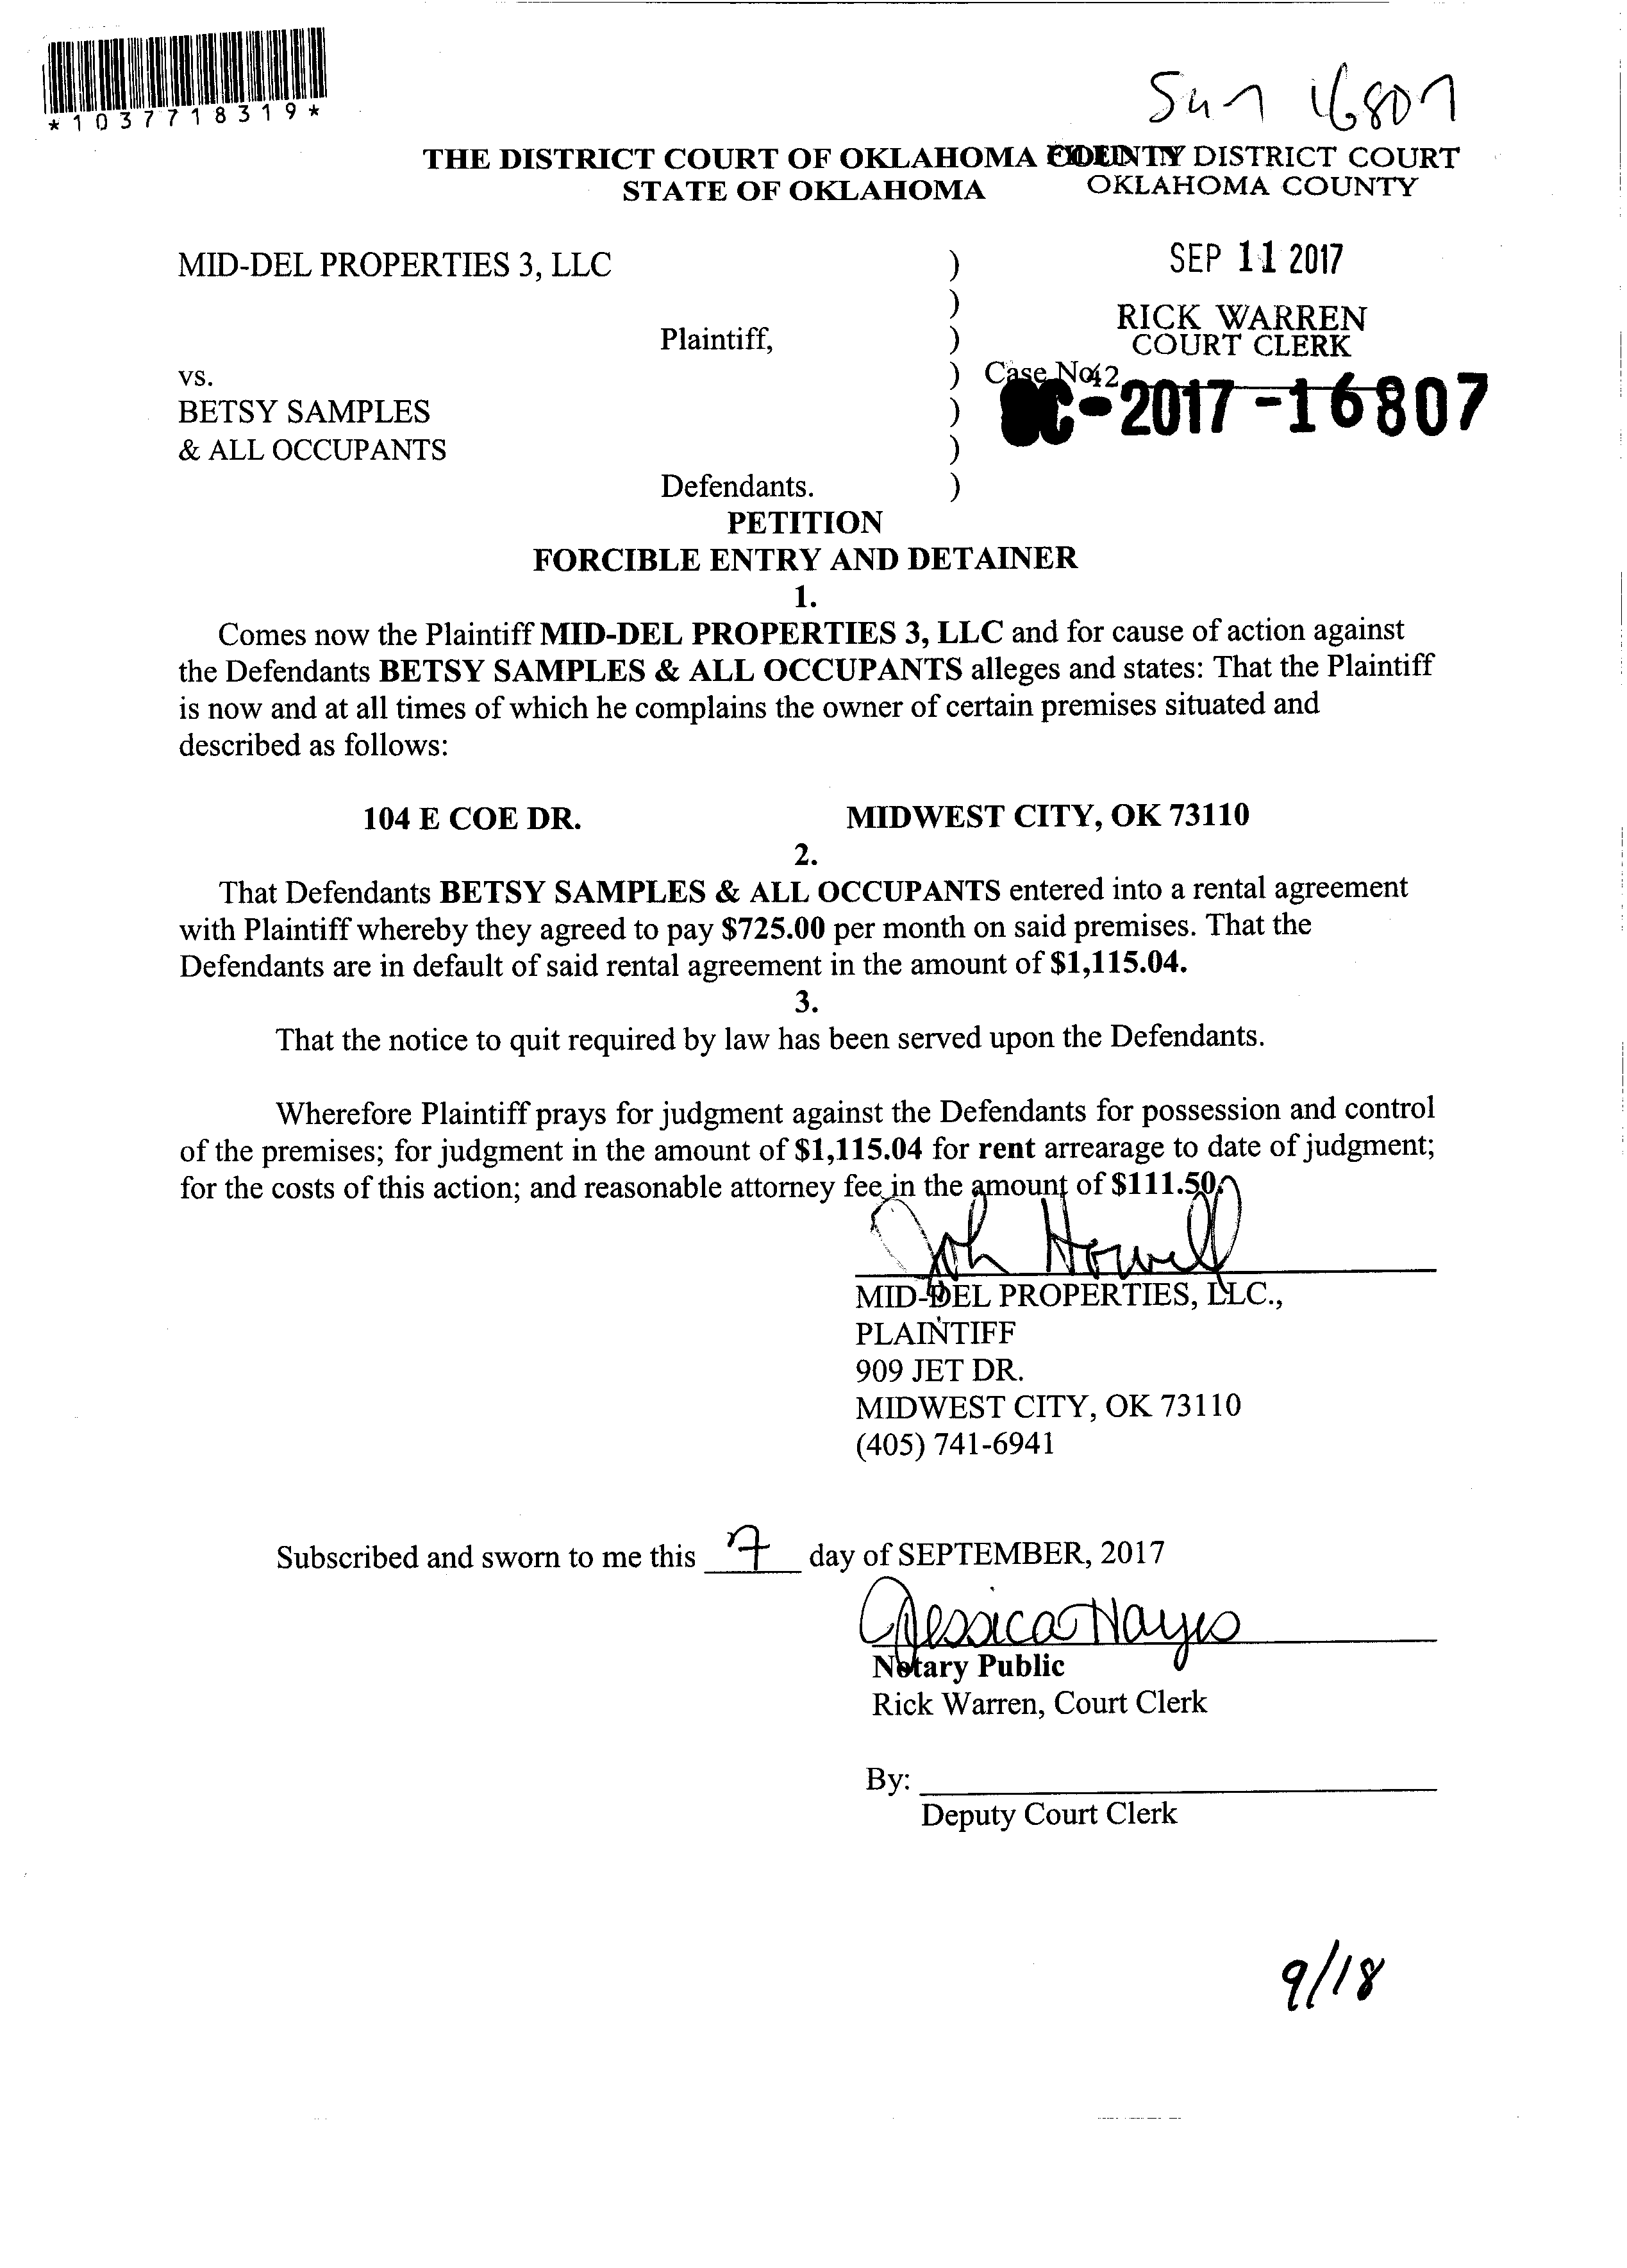 *1037718319*
16807
THE DISTRICT COURT OF OKLAHOMA COUNTY
FILED IN DISTRICT COURT
STATE OF OKLAHOMA
OKLAHOMA COUNTY
MID-DEL PROPERTIES 3, LLC )
SEP 11 2017
)
Plaintiff, )
RICK WARREN
COURT CLERK
vs. ) Case No.
42
BETSY SAMPLES )
SC-2017-16807
& ALL OCCUPANTS )
Defendants. )
PETITION
FORCIBLE ENTRY AND DETAINER
1.
Comes now the Plaintiff MID-DEL PROPERTIES 3, LLC and for cause of action against
the Defendants BETSY SAMPLES & ALL OCCUPANTS alleges and states: That the Plaintiff
is now and at all times of which he complains the owner of certain premises situated and
described as follows:
104 E COE DR. MIDWEST CITY, OK 73110
2.
That Defendants BETSY SAMPLES & ALL OCCUPANTS entered into a rental agreement
with Plaintiff whereby they agreed to pay $725.00 per month on said premises. That the
Defendants are in default of said rental agreement in the amount of $1,115.04.
3.
That the notice to quit required by law has been served upon the Defendants.
Wherefore Plaintiff prays for judgment against the Defendants for possession and control
of the premises; for judgment in the amount of $1,115.04 for rent arrearage to date of judgment;
for the costs of this action; and reasonable attorney fee in the amount of $111.50.
Joh Howell
MID-DEL PROPERTIES, LLC.,
PLAINTIFF
909 JET DR.
MIDWEST CITY, OK 73110
(405) 741-6941
Subscribed and sworn to me this 7 day of SEPTEMBER, 2017
Jessica Hayes
Notary Public
Rick Warren, Court Clerk
By:
Deputy Court Clerk
9/18